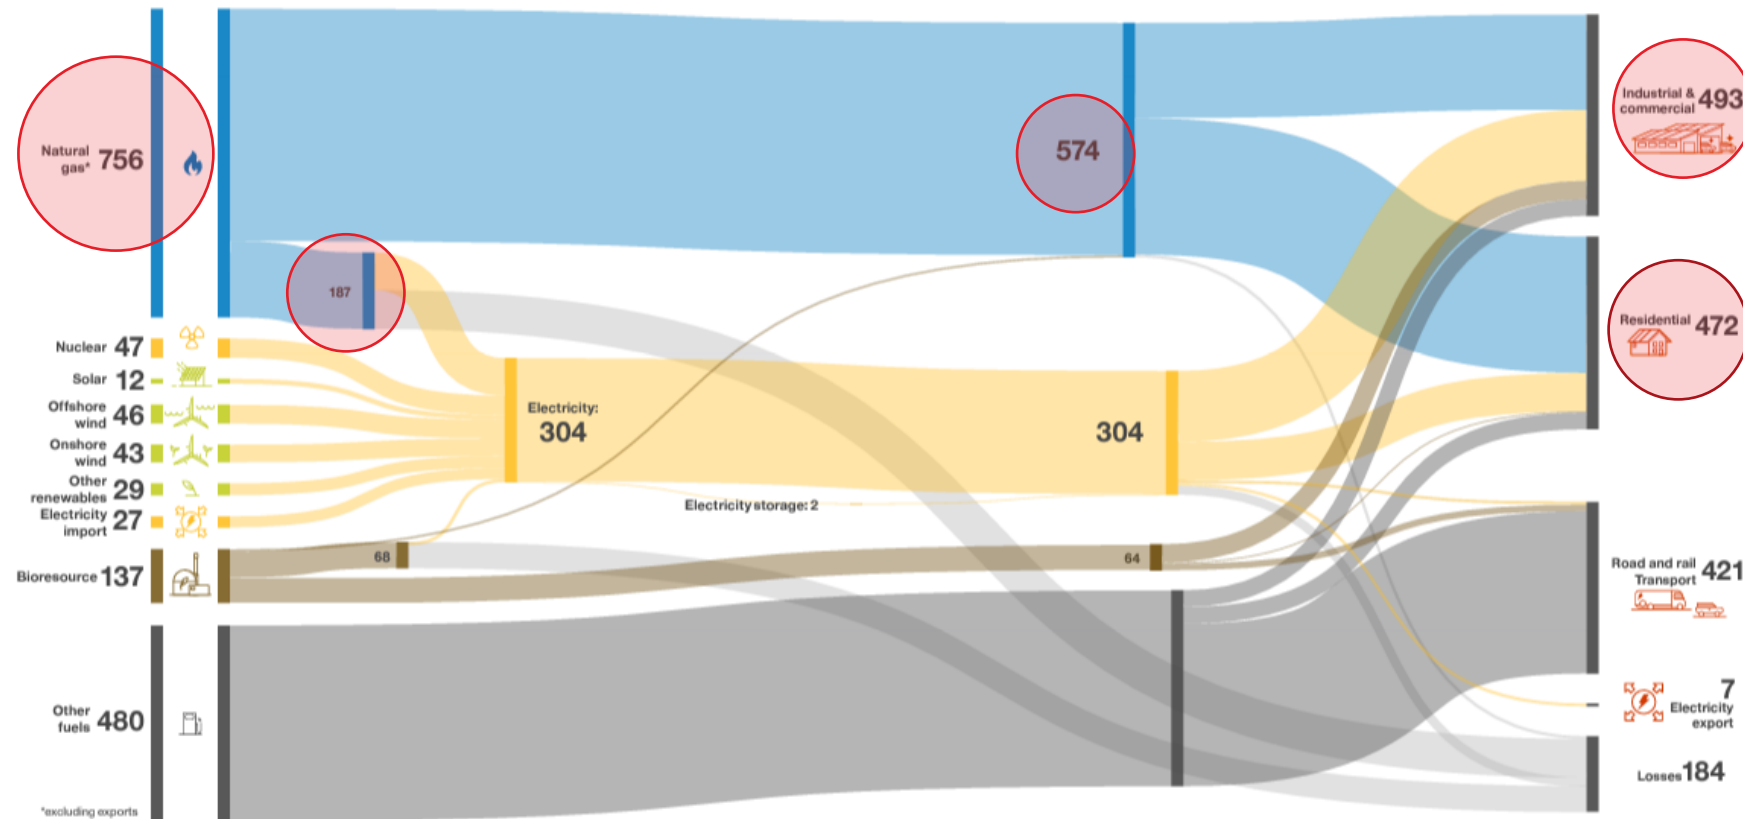 Natural
gas* 756
187
574
Industrial &
commercial 493
Residential 472
Nuclear 47
Solar 12
Offshore
wind 46
Onshore
wind 43
Other
renewables 29
Electricity
import 27
Electricity:
304
304
Electricity storage: 2
Bioresource 137
68
64
Road and rail
Transport 421
Other
fuels 480
7
Electricity
export
Losses 184
*excluding exports